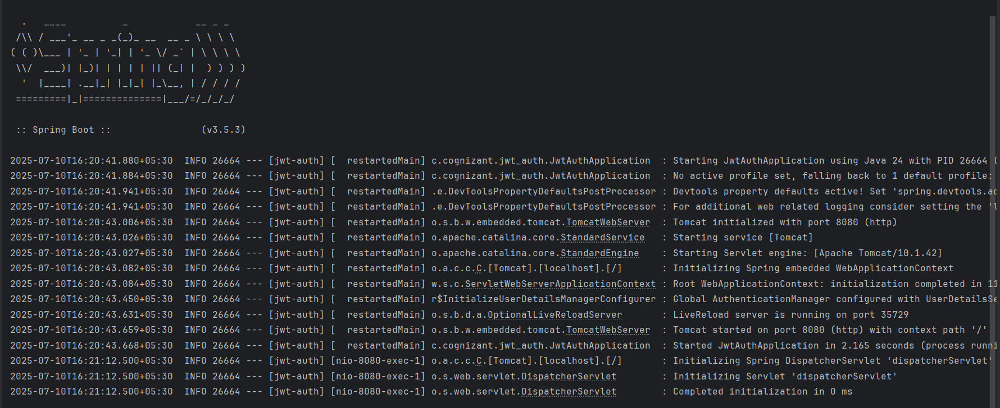 .   ____          _            __ _ _
 /\\ / ___'_ __ _ _(_)_ __  __ _ \ \ \ \
( ( )\___ | '_ | '_| | '_ \/ _` | \ \ \ \
 \\/  ___)| |_)| | | | | || (_| |  ) ) ) )
  '  |____| .__|_| |_|_| |_\__, | / / / /
 =========|_|==============|___/=/_/_/_/

 :: Spring Boot ::                (v3.5.3)

2025-07-10T16:20:41.880+05:30  INFO 26664 --- [jwt-auth] [  restartedMain] c.cognizant.jwt_auth.JwtAuthApplication  : Starting JwtAuthApplication using Java 24 with PID 26664 (
2025-07-10T16:20:41.884+05:30  INFO 26664 --- [jwt-auth] [  restartedMain] c.cognizant.jwt_auth.JwtAuthApplication  : No active profile set, falling back to 1 default profile:
2025-07-10T16:20:41.941+05:30  INFO 26664 --- [jwt-auth] [  restartedMain] .e.DevToolsPropertyDefaultsPostProcessor : Devtools property defaults active! Set 'spring.devtools.ad
2025-07-10T16:20:41.941+05:30  INFO 26664 --- [jwt-auth] [  restartedMain] .e.DevToolsPropertyDefaultsPostProcessor : For additional web related logging consider setting the 'l
2025-07-10T16:20:43.006+05:30  INFO 26664 --- [jwt-auth] [  restartedMain] o.s.b.w.embedded.tomcat.TomcatWebServer  : Tomcat initialized with port 8080 (http)
2025-07-10T16:20:43.026+05:30  INFO 26664 --- [jwt-auth] [  restartedMain] o.apache.catalina.core.StandardService   : Starting service [Tomcat]
2025-07-10T16:20:43.027+05:30  INFO 26664 --- [jwt-auth] [  restartedMain] o.apache.catalina.core.StandardEngine    : Starting Servlet engine: [Apache Tomcat/10.1.42]
2025-07-10T16:20:43.082+05:30  INFO 26664 --- [jwt-auth] [  restartedMain] o.a.c.c.C.[Tomcat].[localhost].[/]       : Initializing Spring embedded WebApplicationContext
2025-07-10T16:20:43.084+05:30  INFO 26664 --- [jwt-auth] [  restartedMain] w.s.c.ServletWebServerApplicationContext : Root WebApplicationContext: initialization completed in 11
2025-07-10T16:20:43.450+05:30  INFO 26664 --- [jwt-auth] [  restartedMain] r$InitializeUserDetailsManagerConfigurer : Global AuthenticationManager configured with UserDetailsSe
2025-07-10T16:20:43.631+05:30  INFO 26664 --- [jwt-auth] [  restartedMain] o.s.b.d.a.OptionalLiveReloadServer       : LiveReload server is running on port 35729
2025-07-10T16:20:43.659+05:30  INFO 26664 --- [jwt-auth] [  restartedMain] o.s.b.w.embedded.tomcat.TomcatWebServer  : Tomcat started on port 8080 (http) with context path '/'
2025-07-10T16:20:43.668+05:30  INFO 26664 --- [jwt-auth] [  restartedMain] c.cognizant.jwt_auth.JwtAuthApplication  : Started JwtAuthApplication in 2.165 seconds (process runni
2025-07-10T16:21:12.500+05:30  INFO 26664 --- [jwt-auth] [nio-8080-exec-1] o.a.c.c.C.[Tomcat].[localhost].[/]       : Initializing Spring DispatcherServlet 'dispatcherServlet'
2025-07-10T16:21:12.500+05:30  INFO 26664 --- [jwt-auth] [nio-8080-exec-1] o.s.web.servlet.DispatcherServlet        : Initializing Servlet 'dispatcherServlet'
2025-07-10T16:21:12.500+05:30  INFO 26664 --- [jwt-auth] [nio-8080-exec-1] o.s.web.servlet.DispatcherServlet        : Completed initialization in 0 ms